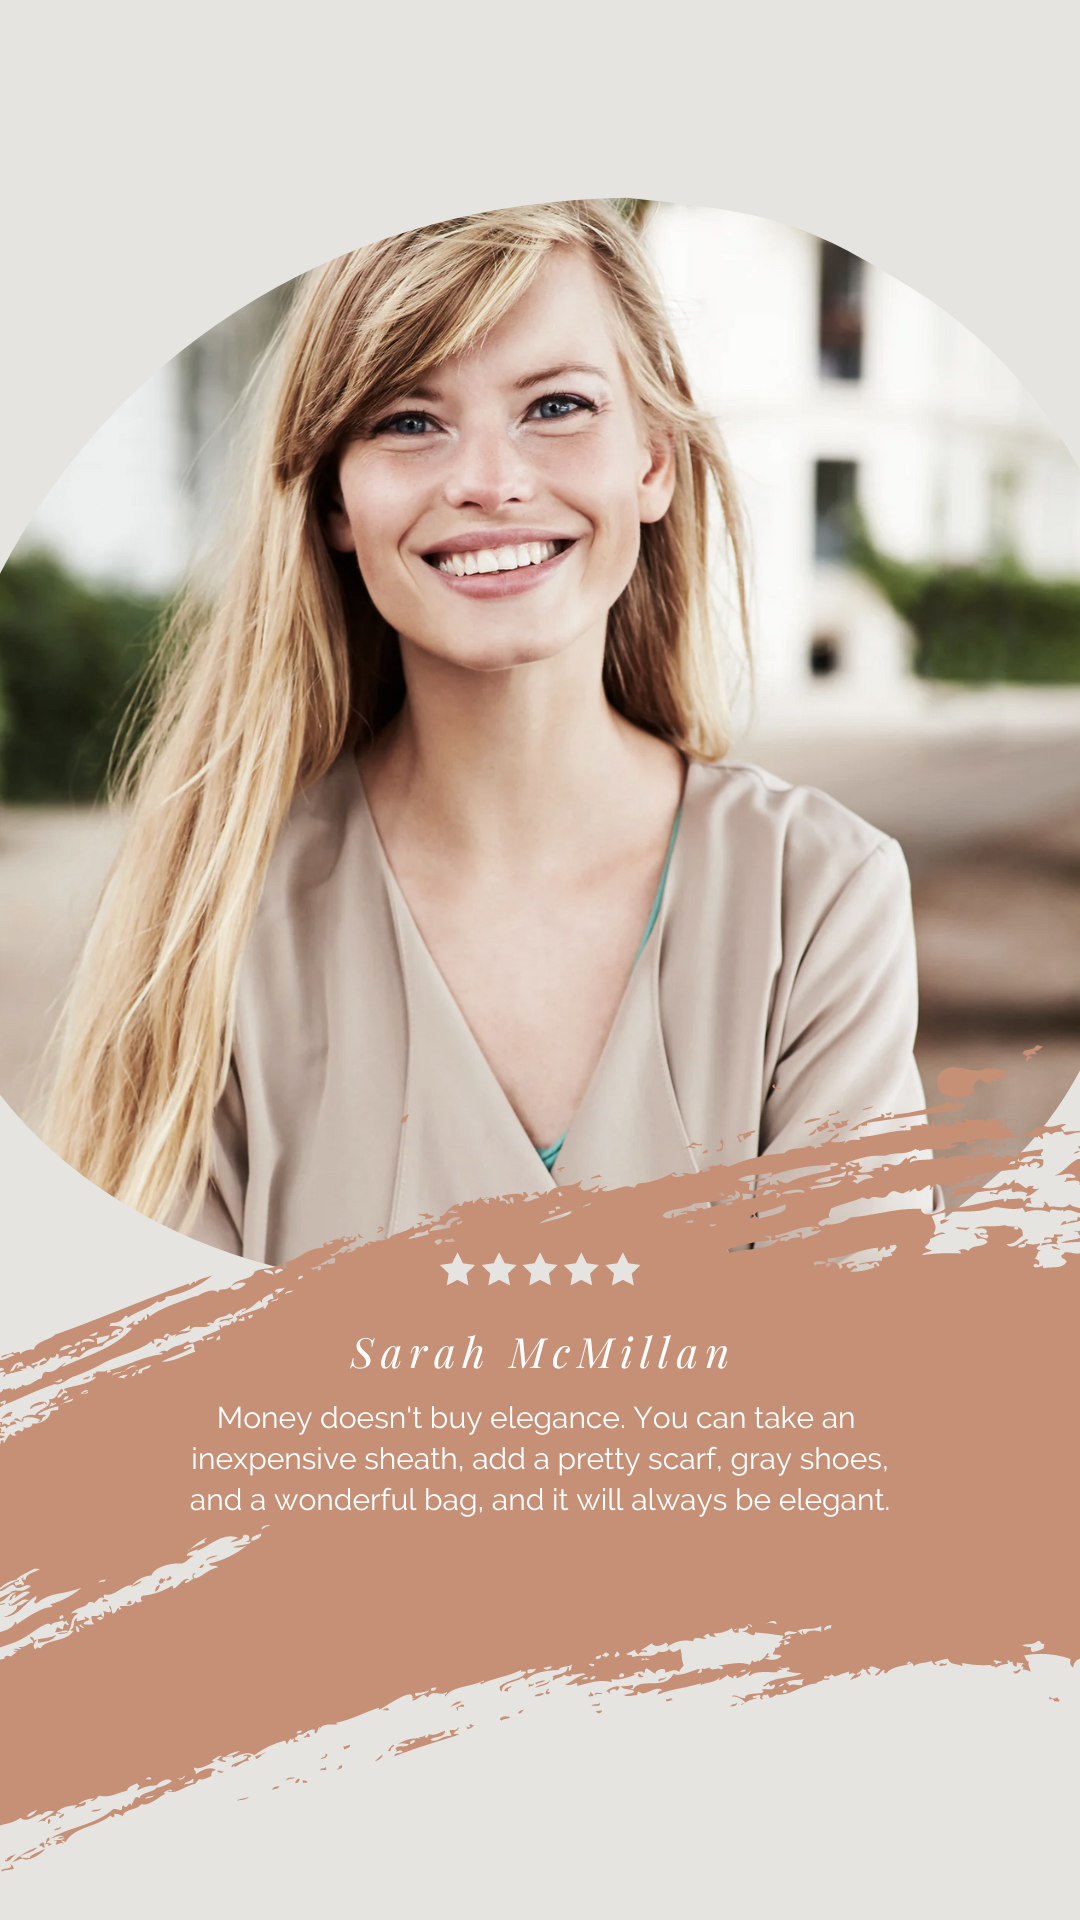 Sarah McMillan
Money doesn't buy elegance. You can take an
inexpensive sheath, add a pretty scarf, gray shoes,
and a wonderful bag, and it will always be elegant.